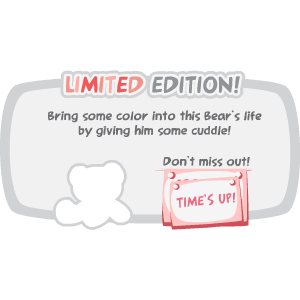 LIMITED EDITION!
Bring some color into this Bear's life
by giving him some cuddle!
Don't miss out!
TIME'S UP!